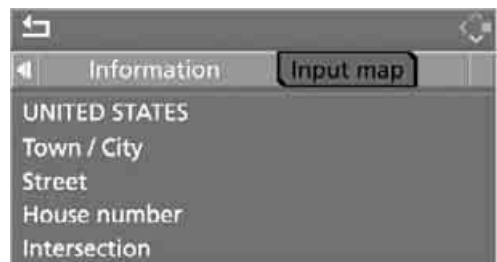 Information Input map
UNITED STATES
Town / City
Street
House number
Intersection